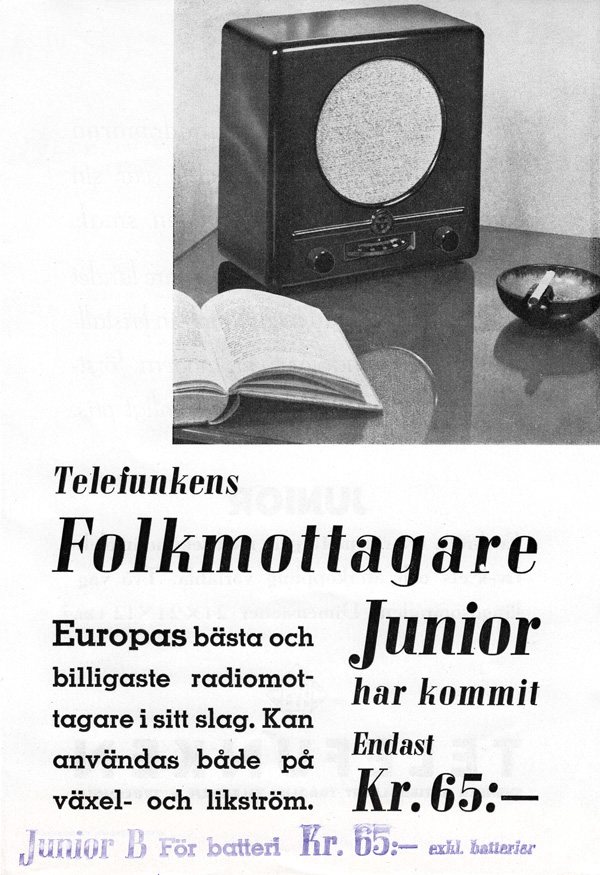 Telefunkens
Folkmottagare
Junior
har kommit
Europas bästa och
billigaste radiomot-
tagare i sitt slag. Kan
användas både på
växel- och likström.
Endast
Kr. 65:—
Junior B För batteri Kr. 65:— exkl. batterier